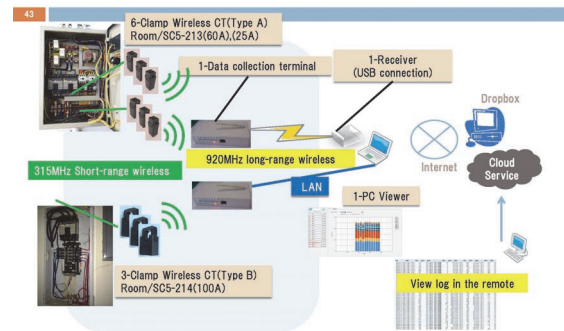 43
6-Clamp Wireless CT(Type A)
Room/SC5-213(60A),(25A)
1-Data collection terminal
1-Receiver
(USB connection)
Dropbox
315MHz Short-range wireless
920MHz long-range wireless
Internet
Cloud
Service
LAN
1-PC Viewer
3-Clamp Wireless CT(Type B)
Room/SC5-214(100A)
View log in the remote